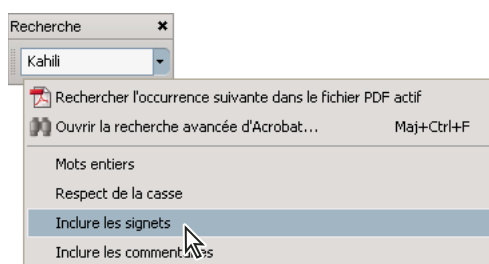 Recherche
Kahili
Rechercher l'occurrence suivante dans le fichier PDF actif
Ouvrir la recherche avancée d'Acrobat... Maj+Ctrl+F
Mots entiers
Respect de la casse
Inclure les signets
Inclure les commentaires